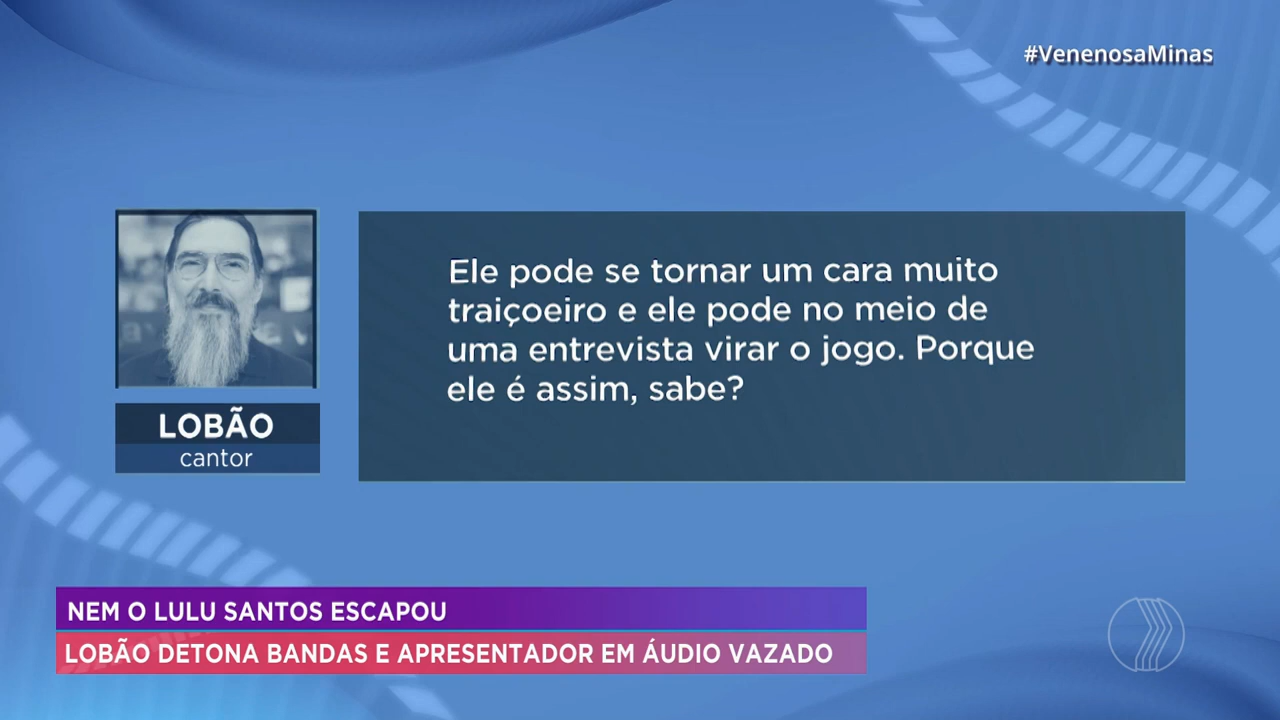 #VenenosaMinas
Ele pode se tornar um cara muito
traiçoeiro e ele pode no meio de
uma entrevista virar o jogo. Porque
ele é assim, sabe?
LOBÃO
cantor
NEM O LULU SANTOS ESCAPOU
LOBÃO DETONA BANDAS E APRESENTADOR EM ÁUDIO VAZADO